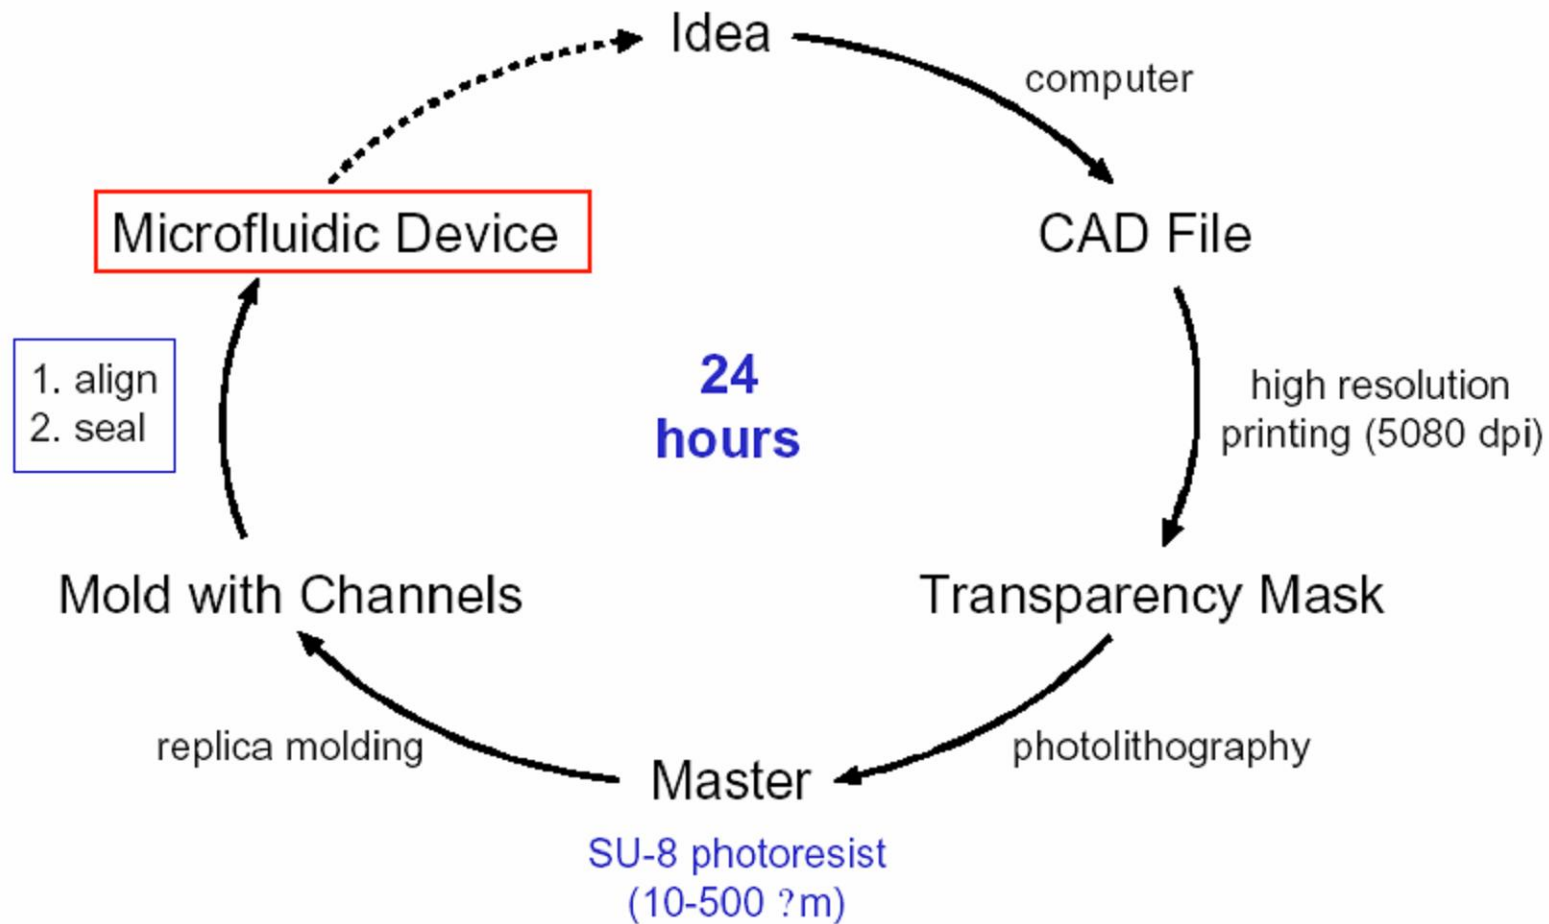 Idea
computer
Microfluidic Device
CAD File
1. align
2. seal
24
hours
high resolution
printing (5080 dpi)
Mold with Channels
Transparency Mask
replica molding
photolithography
Master
SU-8 photoresist
(10-500 ?m)